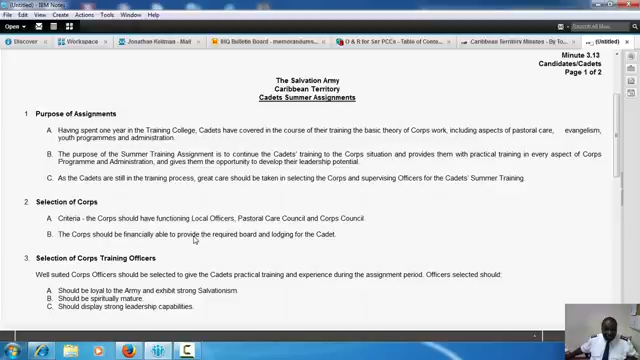 (Untitled) - IBM Notes
File Edit View Create Actions Tools Window Help
Open
Discover
Workspace
Jonathan Kellman - Mail
IHQ Bulletin Board - memorandums
O & R for Ser PCCs - Table of Cont...
Caribbean Territory Minutes - By To...
(Untitled)
Minute 3.13
Candidates/Cadets
Page 1 of 2
The Salvation Army
Caribbean Territory
Cadets Summer Assignments
1 Purpose of Assignments
A. Having spent one year in the Training College, Cadets have covered in the course of their training the basic theory of Corps work, including aspects of pastoral care, evangelism,
youth programmes and administration.
B. The purpose of the Summer Training Assignment is to continue the Cadets' training to the Corps situation and provides them with practical training in every aspect of Corps
Programme and Administration, and gives them the opportunity to develop their leadership potential.
C. As the Cadets are still in the training process, great care should be taken in selecting the Corps and supervising Officers for the Cadets' Summer Training.
2 Selection of Corps
A. Criteria - the Corps should have functioning Local Officers, Pastoral Care Council and Corps Council
B. The Corps should be financially able to provide the required board and lodging for the Cadet.
3. Selection of Corps Training Officers
Well suited Corps Officers should be selected to give the Cadets practical training and experience during the assignment period. Officers selected should:
A. Should be loyal to the Army and exhibit strong Salvationism.
B. Should be spiritually mature.
C. Should display strong leadership capabilities.